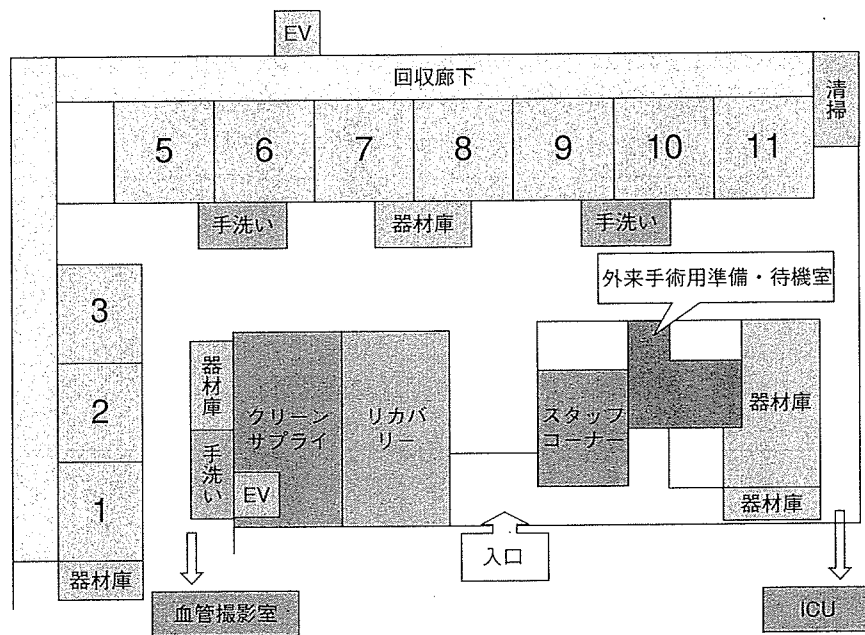 EV
回収廊下
清掃
5
6
7
8
9
10
11
手洗い
器材庫
手洗い
外来手術用準備・待機室
3
2
1
器材庫
手洗い
クリーン
サプライ
EV
リカバ
リー
スタッフ
コーナー
器材庫
器材庫
入口
器材庫
血管撮影室
ICU